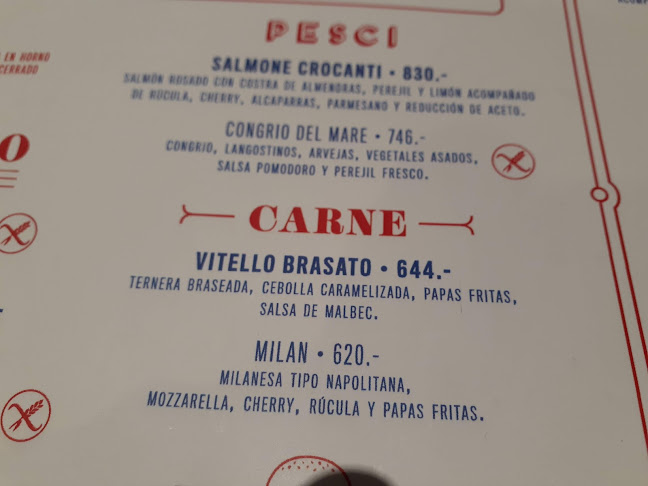 PESCI
SALMONE CROCANTI • 830.-
SALMÓN ROSADO CON COSTRA DE ALMENDRAS, PEREJIL Y LIMÓN ACOMPAÑADO
DE RÚCULA, CHERRY, ALCAPARRAS, PARMESANO Y REDUCCIÓN DE ACETO.
CONGRIO DEL MARE • 746.-
CONGRIO, LANGOSTINOS, ARVEJAS, VEGETALES ASADOS,
SALSA POMODORO Y PEREJIL FRESCO.
CARNE
VITELLO BRASATO • 644.-
TERNERA BRASEADA, CEBOLLA CARAMELIZADA, PAPAS FRITAS,
SALSA DE MALBEC.
MILAN • 620.-
MILANESA TIPO NAPOLITANA,
MOZZARELLA, CHERRY, RÚCULA Y PAPAS FRITAS.
EN HORNO
CERRADO
O